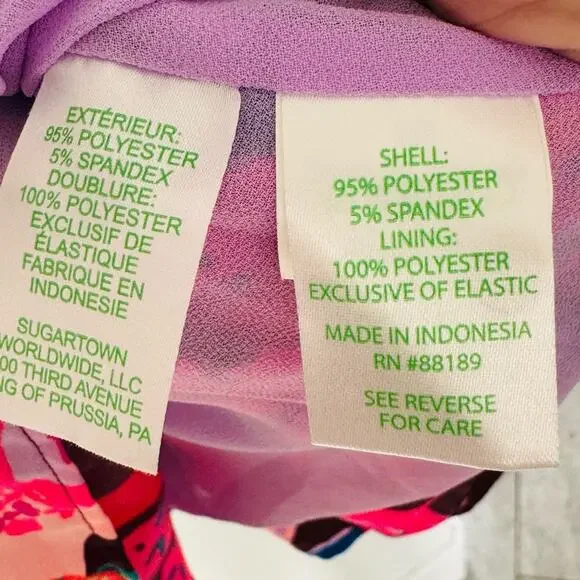 EXTÉRIEUR:
95% POLYESTER
5% SPANDEX
DOUBLURE:
100% POLYESTER
EXCLUSIF DE
ÉLASTIQUE
FABRIQUE EN
INDONESIE
SUGARTOWN
WORLDWIDE, LLC
00 THIRD AVENUE
NG OF PRUSSIA, PA
SHELL:
95% POLYESTER
5% SPANDEX
LINING:
100% POLYESTER
EXCLUSIVE OF ELASTIC
MADE IN INDONESIA
RN #88189
SEE REVERSE
FOR CARE